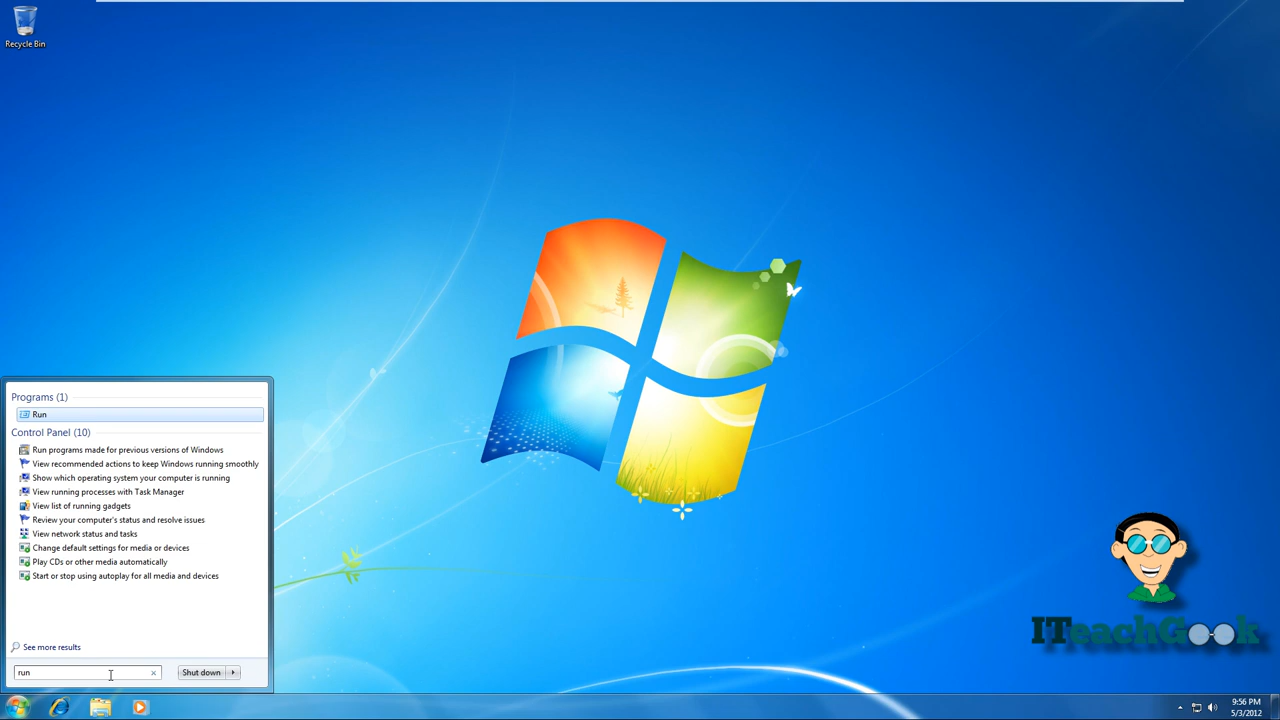 Recycle Bin
Programs (1)
Run
Control Panel (10)
Run programs made for previous versions of Windows
View recommended actions to keep Windows running smoothly
Show which operating system your computer is running
View running processes with Task Manager
View list of running gadgets
Review your computer's status and resolve issues
View network status and tasks
Change default settings for media or devices
Play CDs or other media automatically
Start or stop using autoplay for all media and devices
See more results
run
Shut down
ITeachGook
9:56 PM
5/3/2012